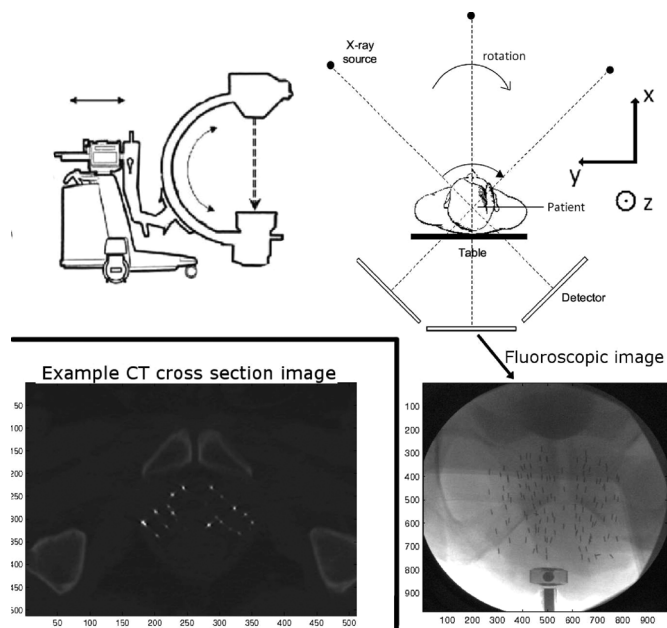 X-ray
source
rotation
x
y
z
Patient
Table
Detector
Fluoroscopic image
Example CT cross section image
50
100
150
200
250
300
350
400
450
500
50 100 150 200 250 300 350 400 450 500
100
200
300
400
500
600
700
800
900
100 200 300 400 500 600 700 800 900